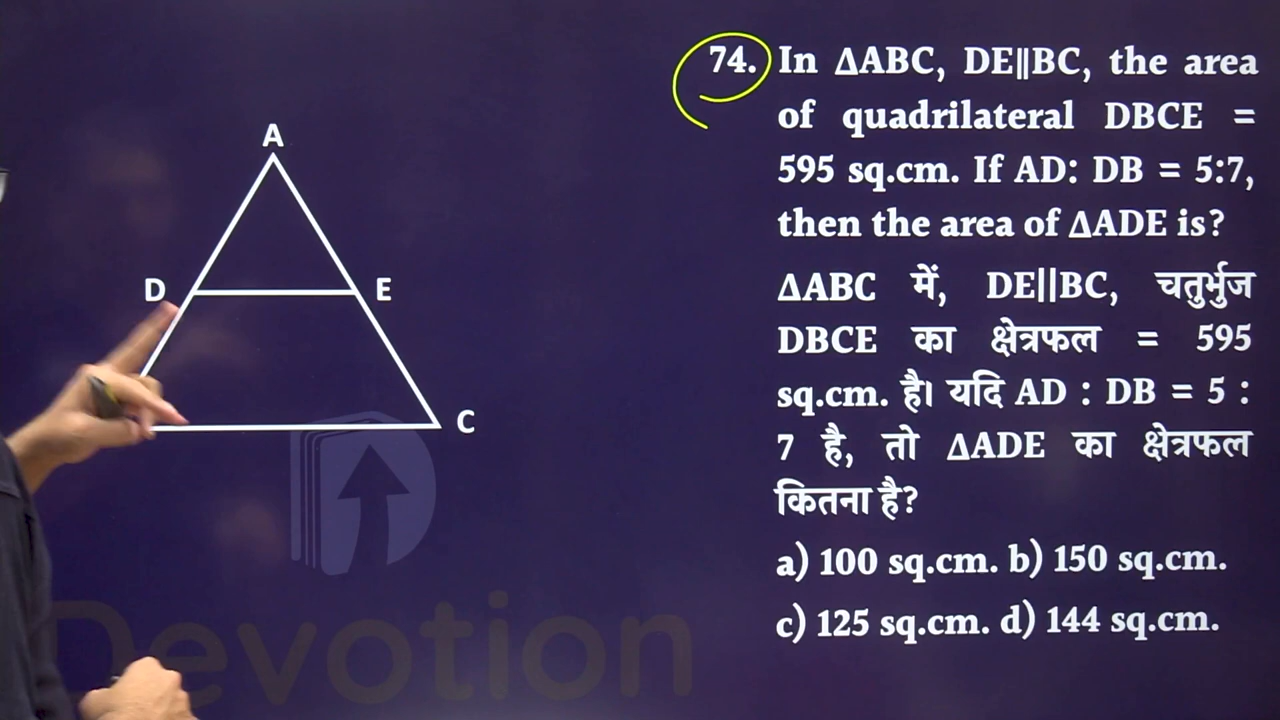 74. In ΔABC, DE||BC, the area
of quadrilateral DBCE =
595 sq.cm. If AD: DB = 5:7,
then the area of ΔADE is?
ΔABC में, DE||BC, चतुर्भुज
DBCE का क्षेत्रफल = 595
sq.cm. है। यदि AD : DB = 5 :
7 है, तो ΔADE का क्षेत्रफल
कितना है?
a) 100 sq.cm. b) 150 sq.cm.
c) 125 sq.cm. d) 144 sq.cm.
A
D
E
C
Devotion